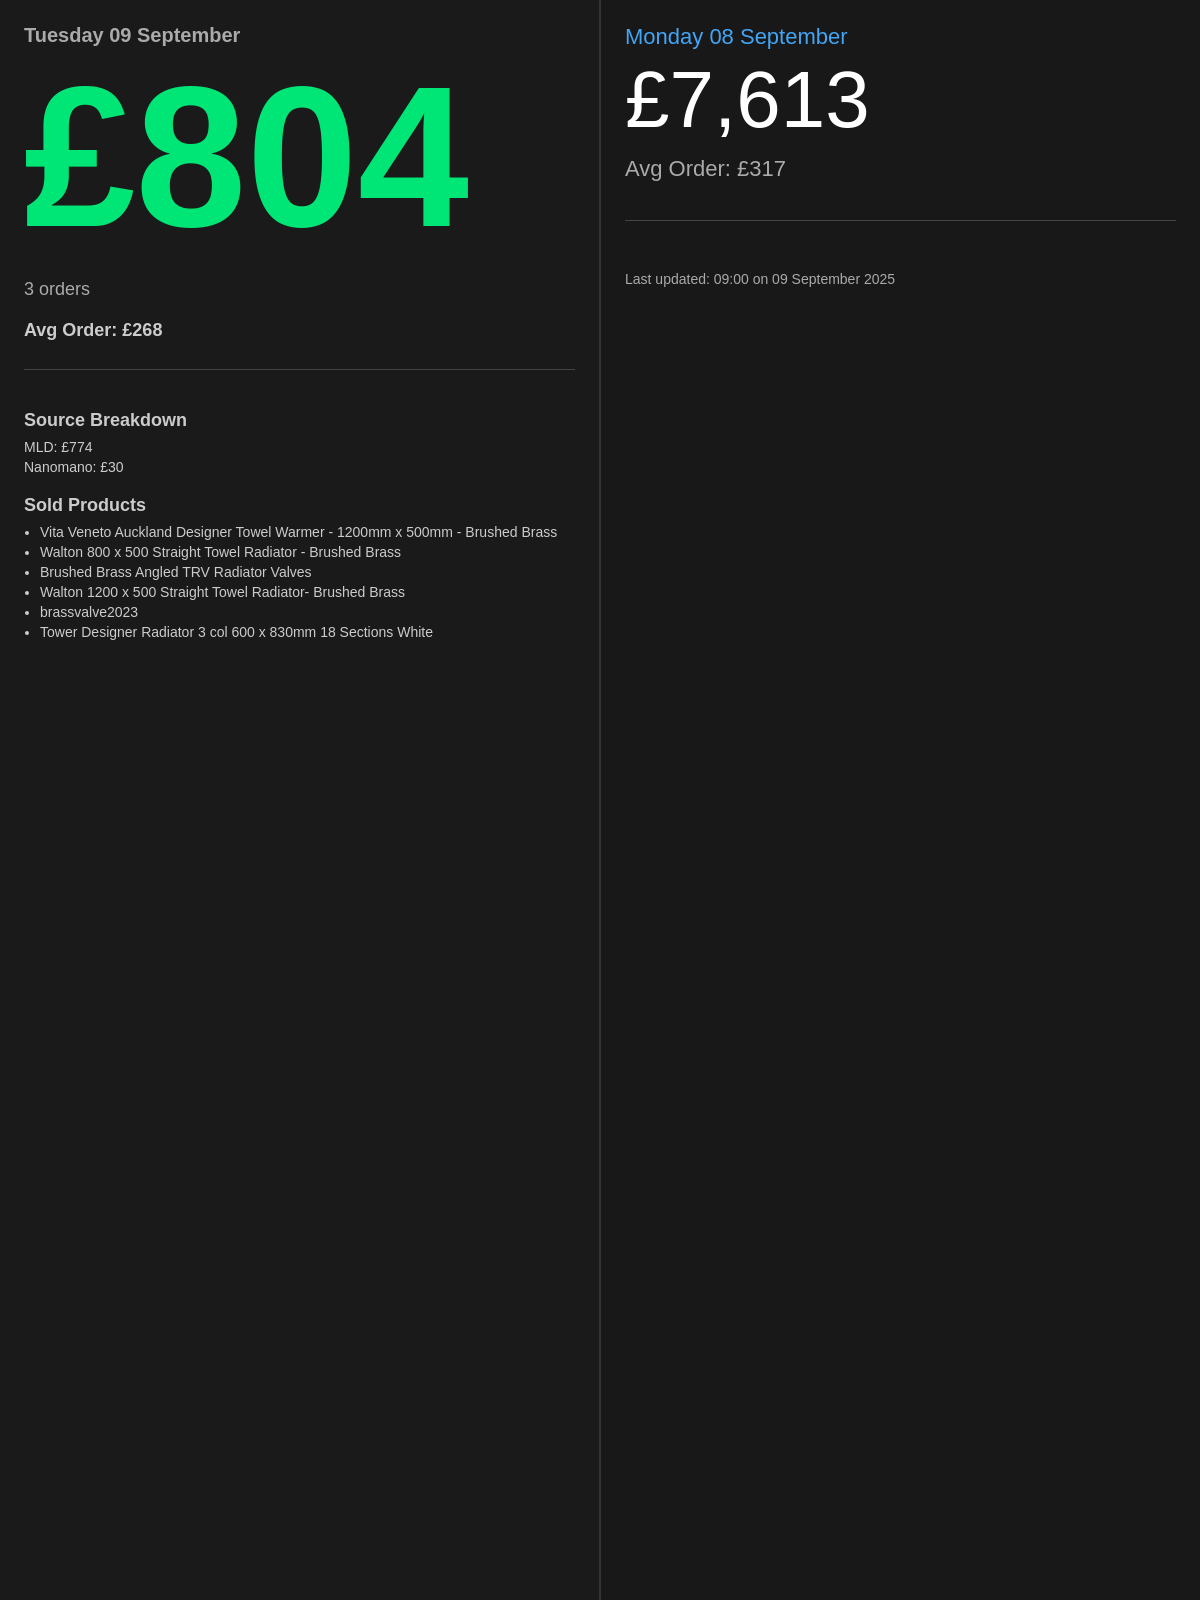 Tuesday 09 September
£804
3 orders
Avg Order: £268
Source Breakdown
MLD: £774
Nanomano: £30
Sold Products
• Vita Veneto Auckland Designer Towel Warmer - 1200mm x 500mm - Brushed Brass
• Walton 800 x 500 Straight Towel Radiator - Brushed Brass
• Brushed Brass Angled TRV Radiator Valves
• Walton 1200 x 500 Straight Towel Radiator- Brushed Brass
• brassvalve2023
• Tower Designer Radiator 3 col 600 x 830mm 18 Sections White
Monday 08 September
£7,613
Avg Order: £317
Last updated: 09:00 on 09 September 2025